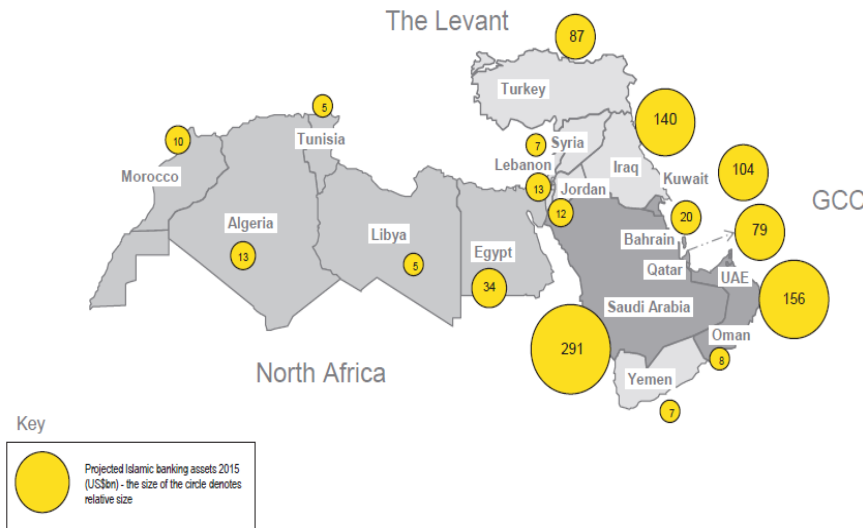 The Levant
87
Turkey
140
5
10
Tunisia
7
Syria
Lebanon
Iraq
Morocco
Kuwait
104
13
Jordan
GCC
12
20
Algeria
79
Libya
Bahrain
Egypt
13
5
Qatar
UAE
34
Saudi Arabia
156
Oman
291
8
North Africa
Yemen
7
Key
Projected Islamic banking assets 2015
(US$bn) - the size of the circle denotes
relative size